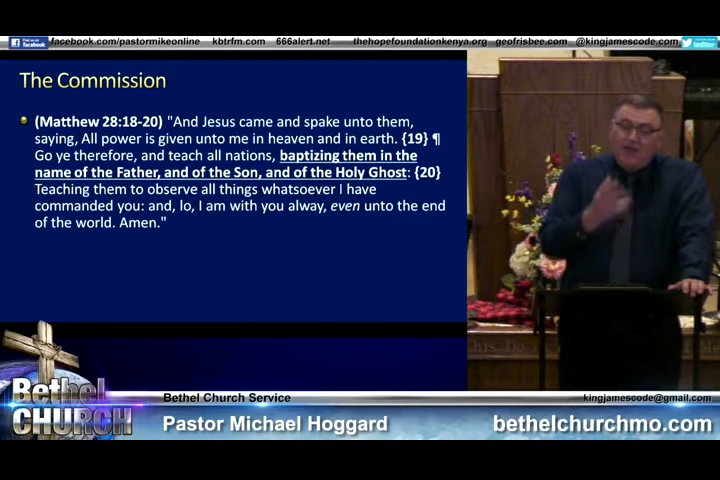 Find us on facebook facebook.com/pastormikeonline kbtrfm.com 666alert.net thehopefoundationkenya.org geofrisbee.com @kingjamescode.com twitter
The Commission
(Matthew 28:18-20) "And Jesus came and spake unto them,
saying, All power is given unto me in heaven and in earth. {19} ¶
Go ye therefore, and teach all nations, baptizing them in the
name of the Father, and of the Son, and of the Holy Ghost: {20}
Teaching them to observe all things whatsoever I have
commanded you: and, lo, I am with you alway, even unto the end
of the world. Amen."
Bethel
CHURCH
Bethel Church Service
kingjamescode@gmail.com
Pastor Michael Hoggard
bethelchurchmo.com